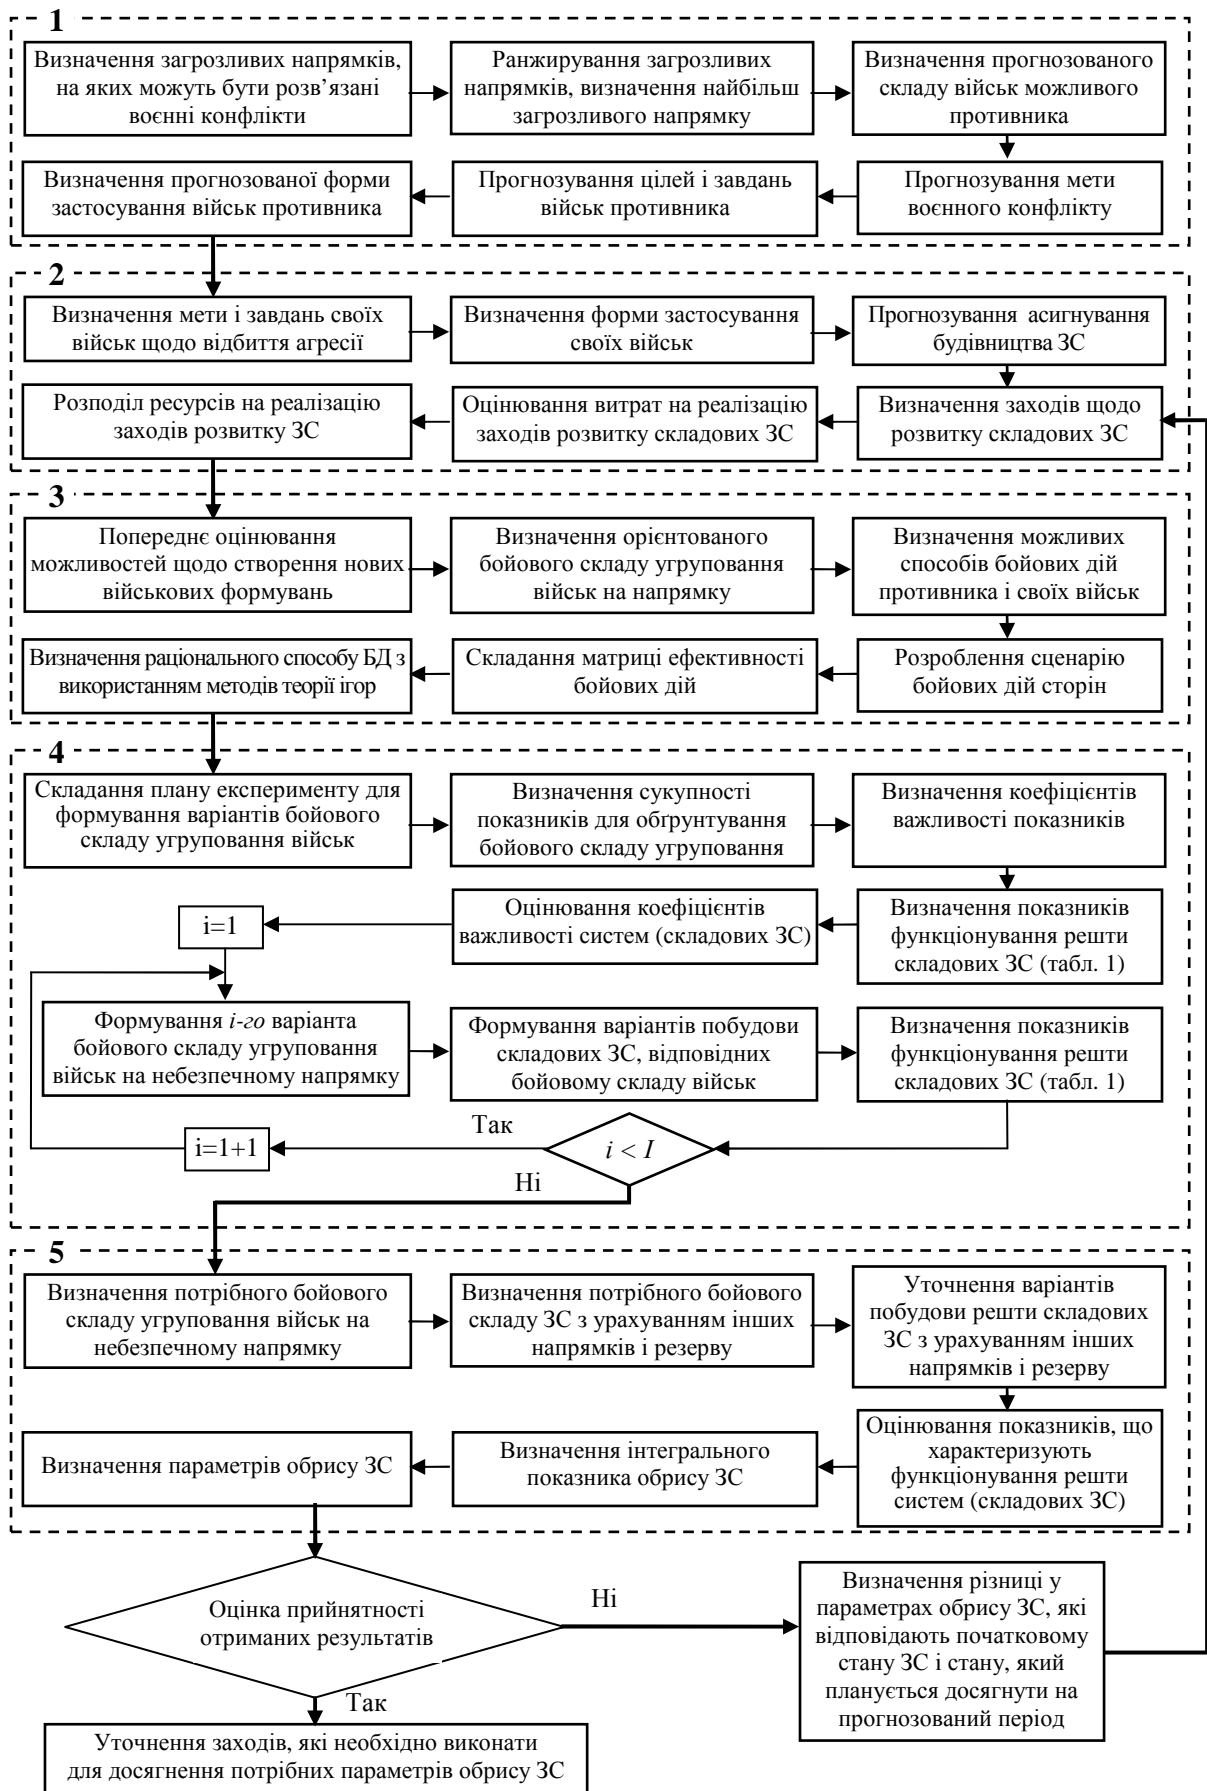 1
Визначення загрозливих напрямків,
на яких можуть бути розв’язані
воєнні конфлікти
Ранжирування загрозливих
напрямків, визначення найбільш
загрозливого напрямку
Визначення прогнозованого
складу військ можливого
противника
Визначення прогнозованої форми
застосування військ противника
Прогнозування цілей і завдань
військ противника
Прогнозування мети
воєнного конфлікту
2
Визначення мети і завдань своїх
військ щодо відбиття агресії
Визначення форми застосування
своїх військ
Прогнозування асигнування
будівництва ЗС
Розподіл ресурсів на реалізацію
заходів розвитку ЗС
Оцінювання витрат на реалізацію
заходів розвитку складових ЗС
Визначення заходів щодо
розвитку складових ЗС
3
Попереднє оцінювання
можливостей щодо створення нових
військових формувань
Визначення орієнтованого
бойового складу угруповання
військ на напрямку
Визначення можливих
способів бойових дій
противника і своїх військ
Визначення раціонального способу БД з
використанням методів теорії ігор
Складання матриці ефективності
бойових дій
Розроблення сценарію
бойових дій сторін
4
Складання плану експерименту для
формування варіантів бойового
складу угруповання військ
Визначення сукупності
показників для обґрунтування
бойового складу угруповання
Визначення коефіцієнтів
важливості показників
i=1
Оцінювання коефіцієнтів
важливості систем (складових ЗС)
Визначення показників
функціонування решти
складових ЗС (табл. 1)
Формування i-го варіанта
бойового складу угруповання
військ на небезпечному напрямку
Формування варіантів побудови
складових ЗС, відповідних
бойовому складу військ
Визначення показників
функціонування решти
складових ЗС (табл. 1)
i=1+1
Так
i < I
Ні
5
Визначення потрібного бойового
складу угруповання військ на
небезпечному напрямку
Визначення потрібного бойового
складу ЗС з урахуванням інших
напрямків і резерву
Уточнення варіантів
побудови решти складових
ЗС з урахуванням інших
напрямків і резерву
Визначення параметрів обрису ЗС
Визначення інтегрального
показника обрису ЗС
Оцінювання показників, що
характеризують
функціонування решти
систем (складових ЗС)
Оцінка прийнятності
отриманих результатів
Ні
Визначення різниці у
параметрах обрису ЗС, які
відповідають початковому
стану ЗС і стану, який
планується досягнути на
прогнозований період
Так
Уточнення заходів, які необхідно виконати
для досягнення потрібних параметрів обрису ЗС